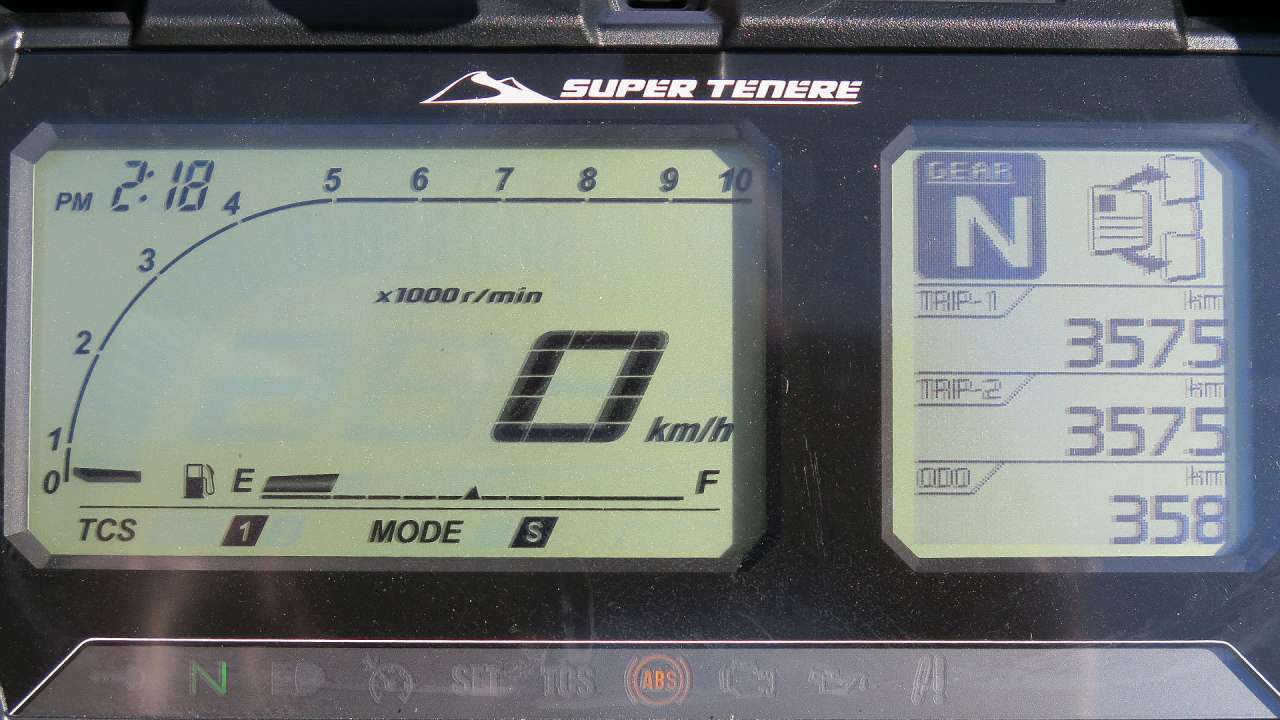 SUPER TENERE
PM 2:18
0 1 2 3 4 5 6 7 8 9 10
x1000 r/min
0 km/h
E F
TCS 1 MODE S
GEAR
N
TRIP-1 km
357.5
TRIP-2 km
357.5
ODO km
358
N SET TCS ABS